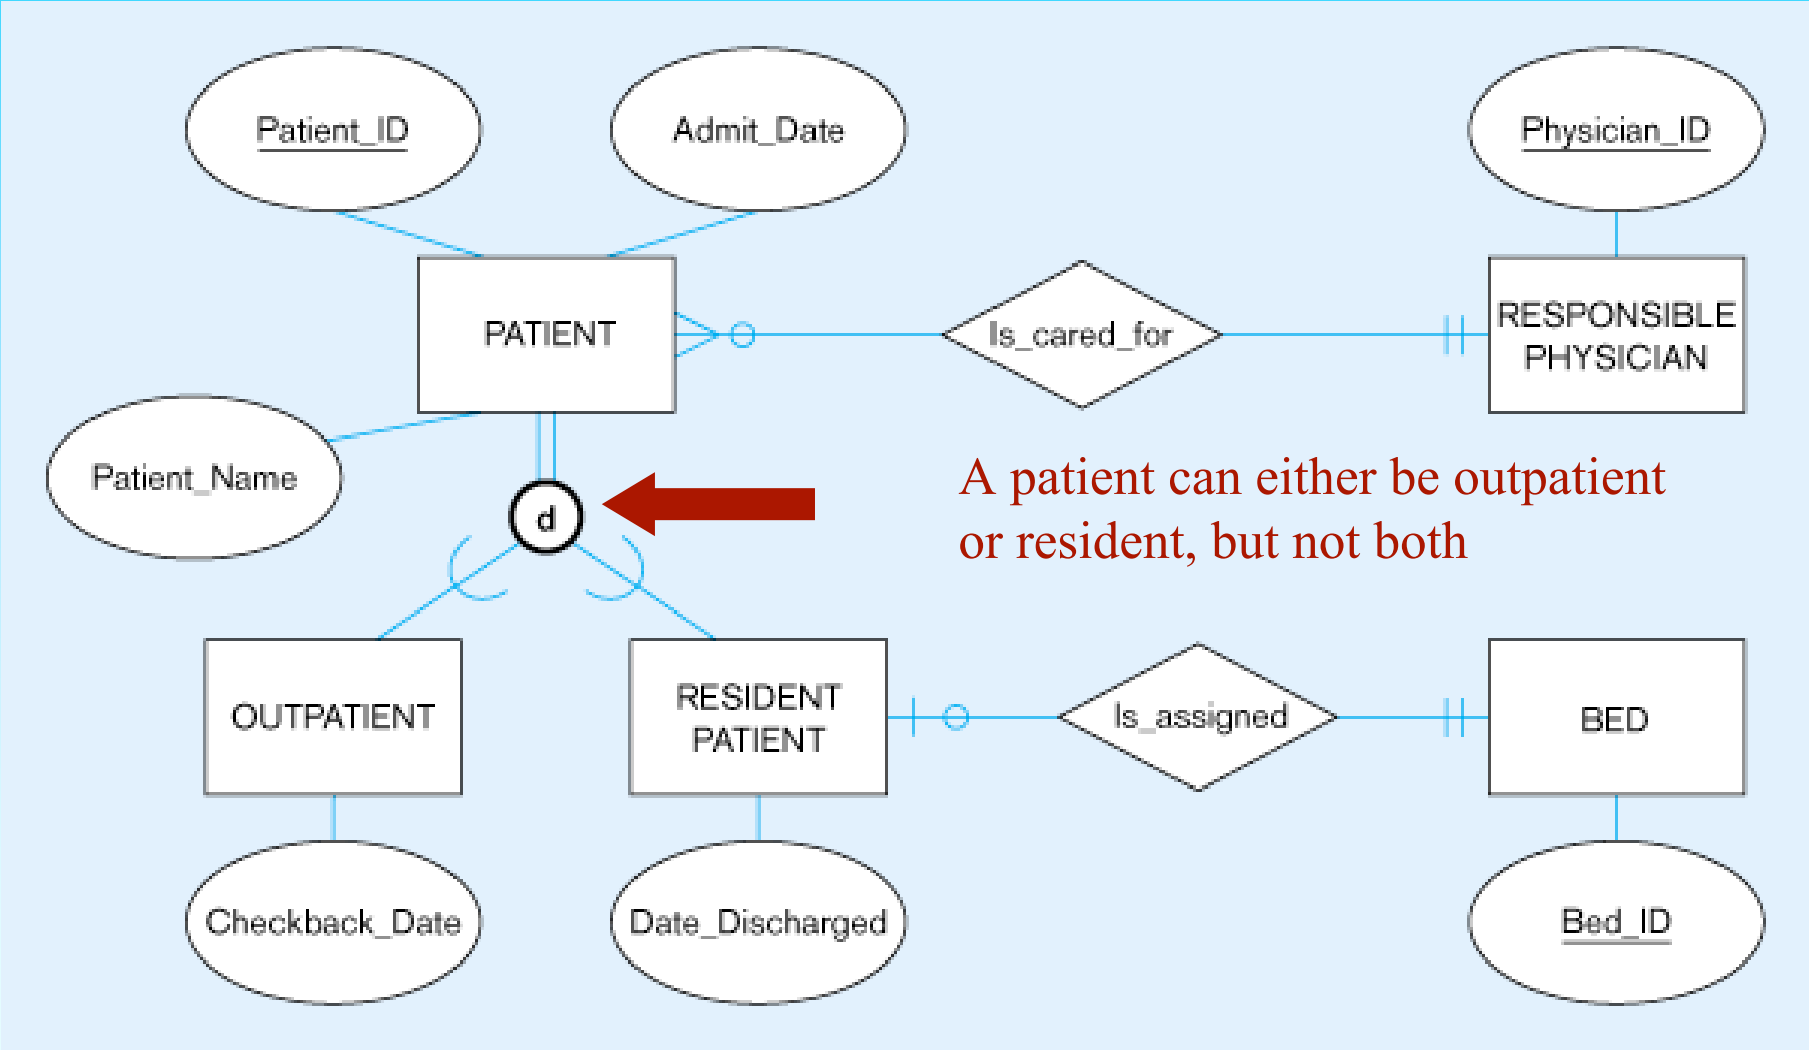 Patient_ID
Admit_Date
Physician_ID
PATIENT
Is_cared_for
RESPONSIBLE
PHYSICIAN
Patient_Name
d
A patient can either be outpatient
or resident, but not both
OUTPATIENT
RESIDENT
PATIENT
Is_assigned
BED
Checkback_Date
Date_Discharged
Bed_ID